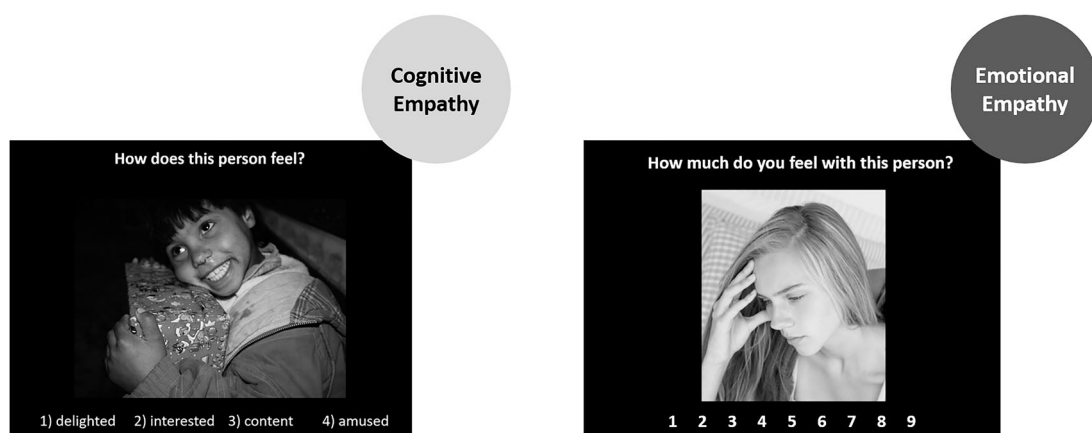 Cognitive
Empathy
How does this person feel?
1) delighted 2) interested 3) content 4) amused
Emotional
Empathy
How much do you feel with this person?
1 2 3 4 5 6 7 8 9